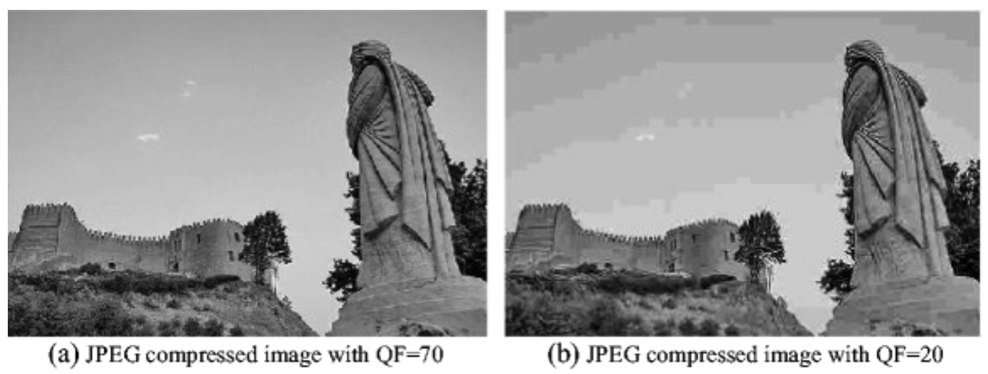 (a) JPEG compressed image with QF=70
(b) JPEG compressed image with QF=20